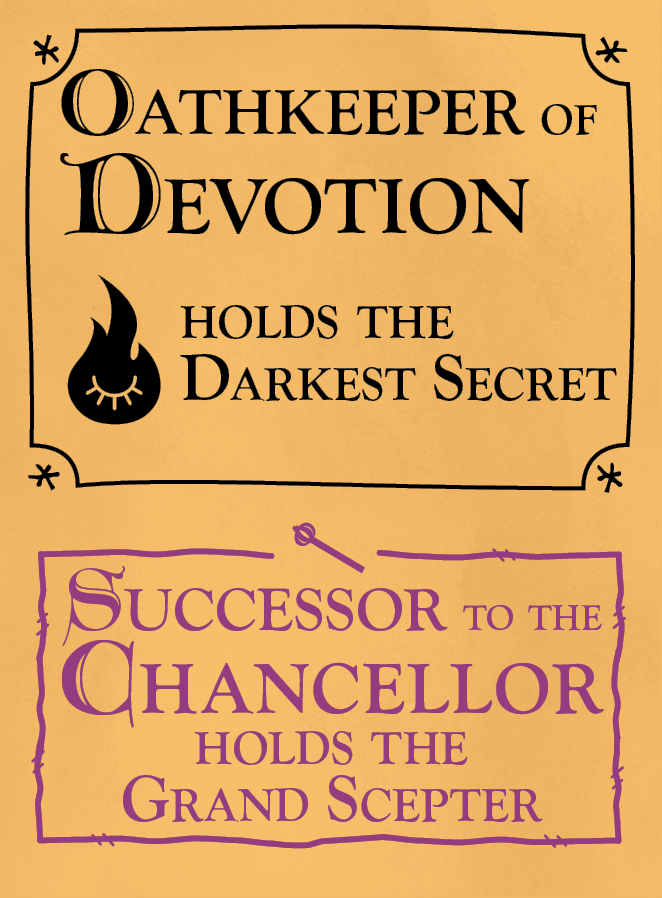 Oathkeeper of
Devotion
holds the
Darkest Secret
Successor to the
Chancellor
holds the
Grand Scepter